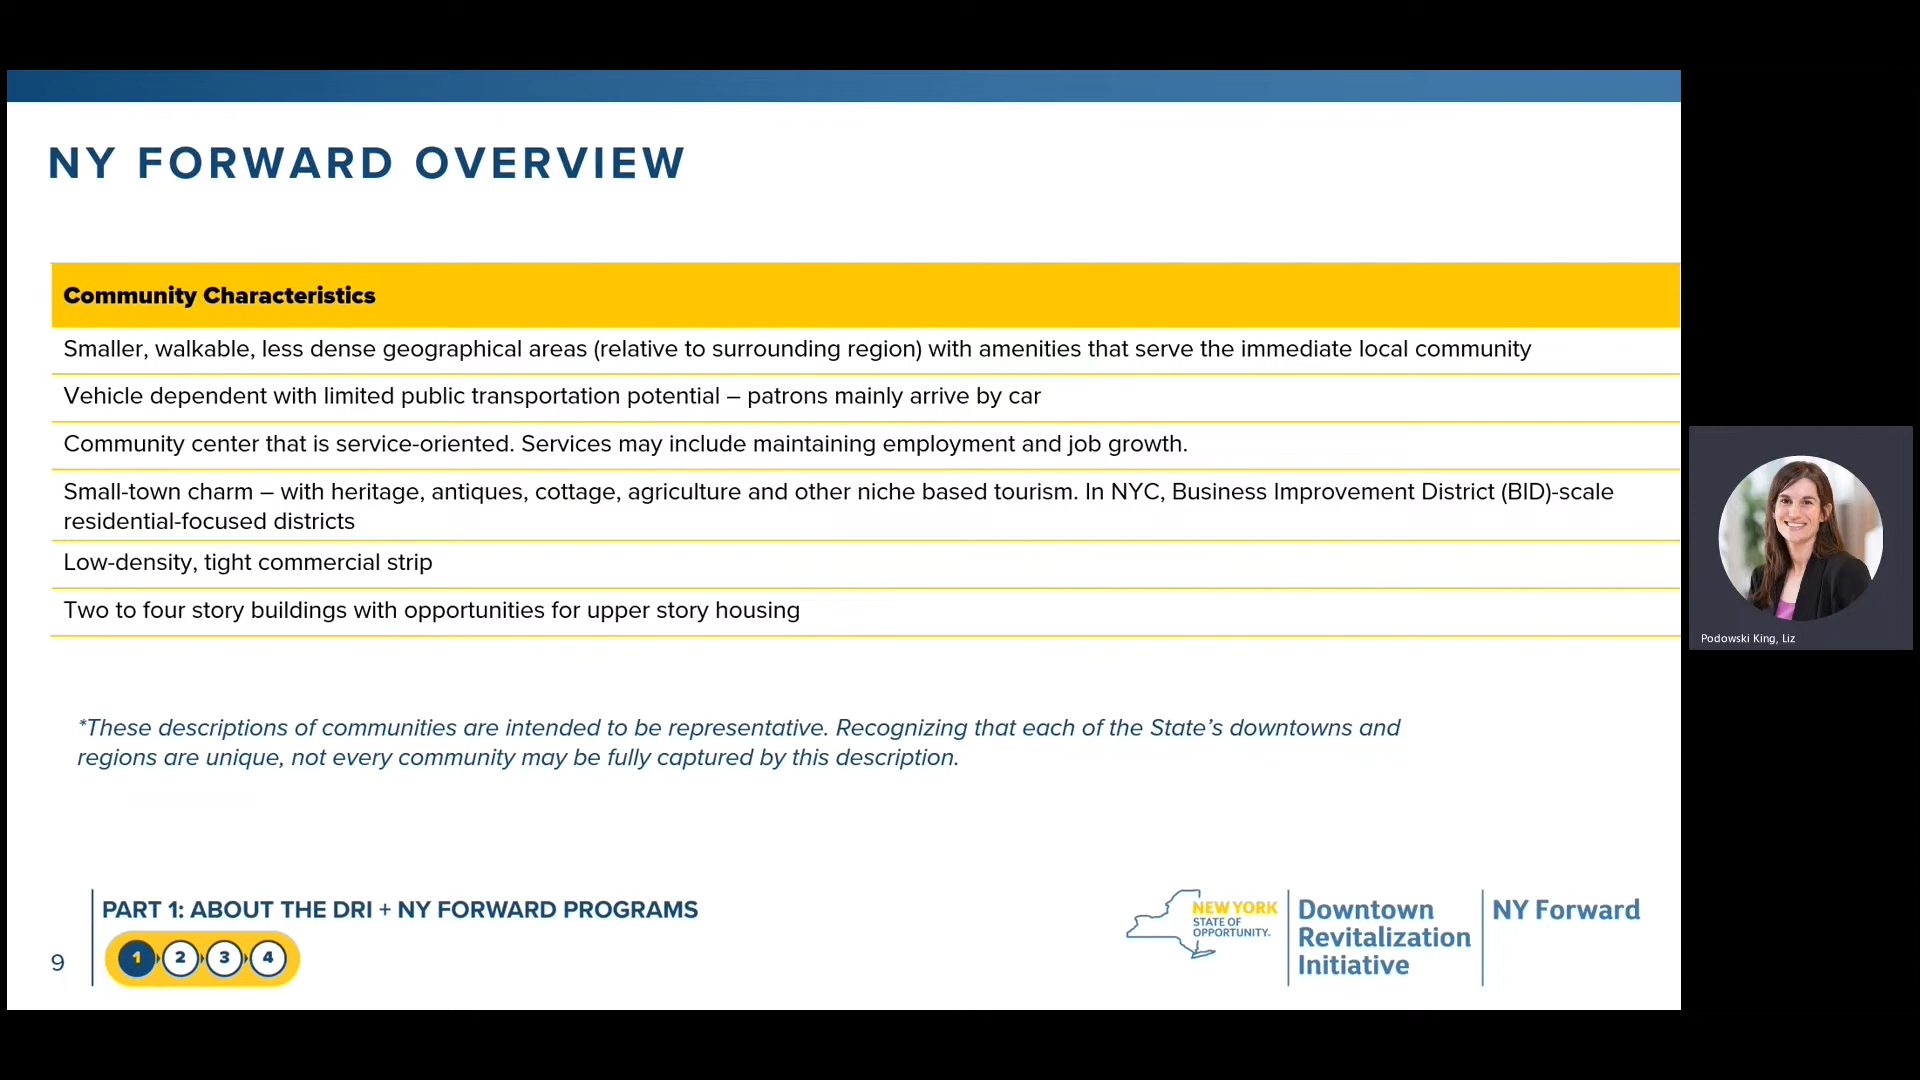 NY FORWARD OVERVIEW
Community Characteristics
Smaller, walkable, less dense geographical areas (relative to surrounding region) with amenities that serve the immediate local community
Vehicle dependent with limited public transportation potential – patrons mainly arrive by car
Community center that is service-oriented. Services may include maintaining employment and job growth.
Small-town charm – with heritage, antiques, cottage, agriculture and other niche based tourism. In NYC, Business Improvement District (BID)-scale
residential-focused districts
Low-density, tight commercial strip
Two to four story buildings with opportunities for upper story housing
Podowski King, Liz
*These descriptions of communities are intended to be representative. Recognizing that each of the State’s downtowns and
regions are unique, not every community may be fully captured by this description.
9
PART 1: ABOUT THE DRI + NY FORWARD PROGRAMS
1 2 3 4
NEW YORK
STATE OF
OPPORTUNITY.
Downtown
Revitalization
Initiative
NY Forward